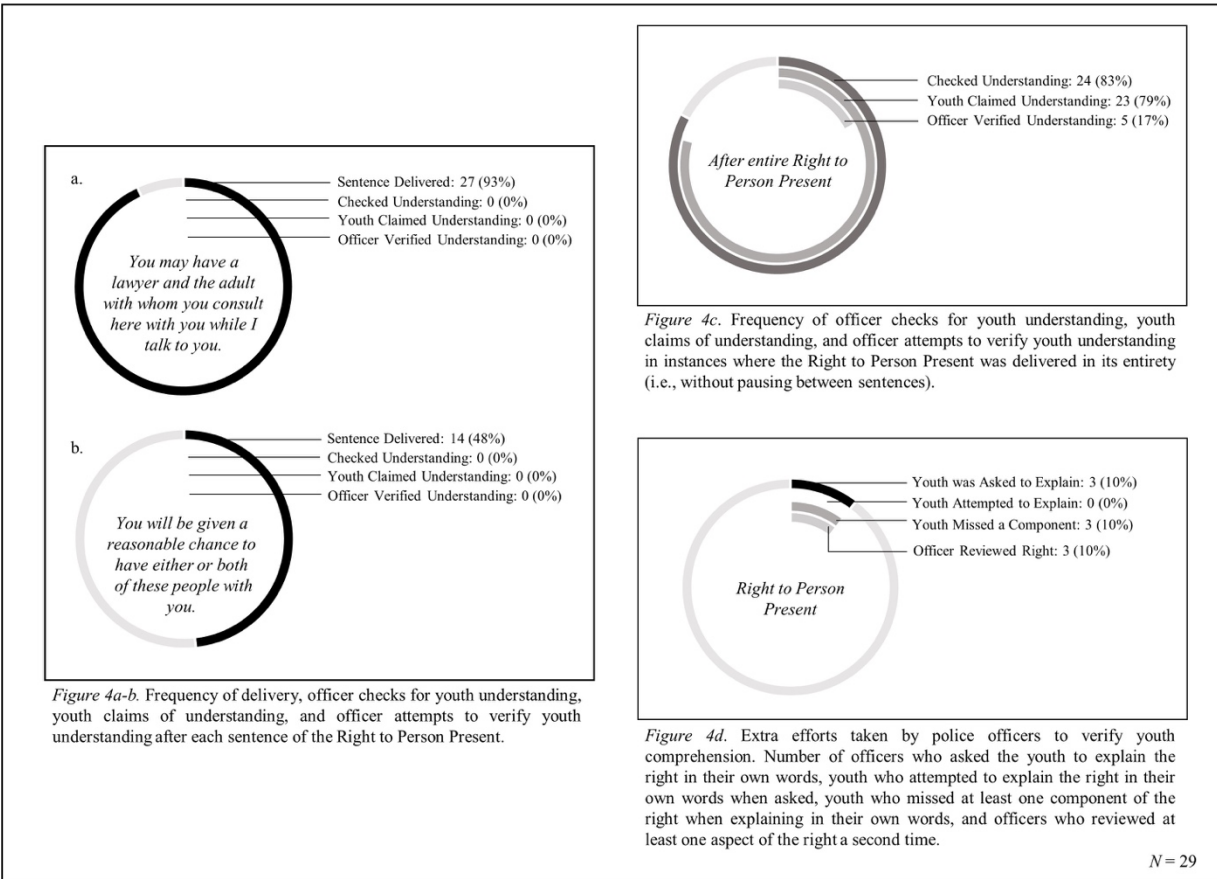 a.
Sentence Delivered: 27 (93%)
Checked Understanding: 0 (0%)
Youth Claimed Understanding: 0 (0%)
Officer Verified Understanding: 0 (0%)
You may have a
lawyer and the adult
with whom you consult
here with you while I
talk to you.
b.
Sentence Delivered: 14 (48%)
Checked Understanding: 0 (0%)
Youth Claimed Understanding: 0 (0%)
Officer Verified Understanding: 0 (0%)
You will be given a
reasonable chance to
have either or both
of these people with
you.
Figure 4a-b. Frequency of delivery, officer checks for youth understanding,
youth claims of understanding, and officer attempts to verify youth
understanding after each sentence of the Right to Person Present.
Checked Understanding: 24 (83%)
Youth Claimed Understanding: 23 (79%)
Officer Verified Understanding: 5 (17%)
After entire Right to
Person Present
Figure 4c. Frequency of officer checks for youth understanding, youth
claims of understanding, and officer attempts to verify youth understanding
in instances where the Right to Person Present was delivered in its entirety
(i.e., without pausing between sentences).
Youth was Asked to Explain: 3 (10%)
Youth Attempted to Explain: 0 (0%)
Youth Missed a Component: 3 (10%)
Officer Reviewed Right: 3 (10%)
Right to Person
Present
Figure 4d. Extra efforts taken by police officers to verify youth
comprehension. Number of officers who asked the youth to explain the
right in their own words, youth who attempted to explain the right in their
own words when asked, youth who missed at least one component of the
right when explaining in their own words, and officers who reviewed at
least one aspect of the right a second time.
N = 29